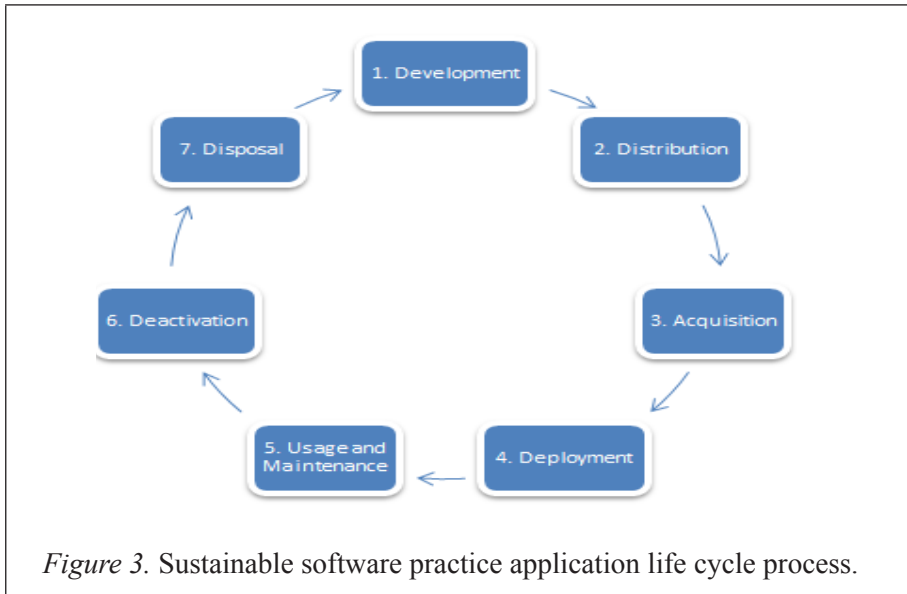 1. Development
2. Distribution
3. Acquisition
4. Deployment
5. Usage and
Maintenance
6. Deactivation
7. Disposal
Figure 3. Sustainable software practice application life cycle process.